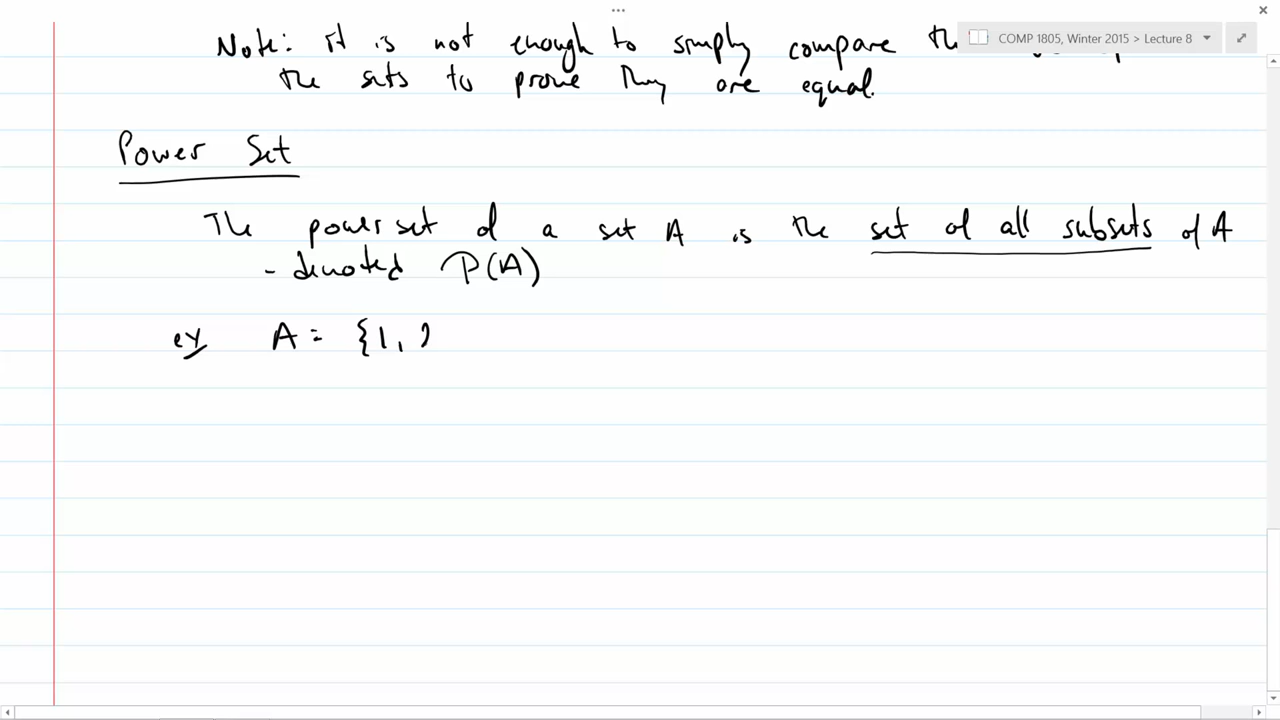 Note: it is not enough to simply compare the
COMP 1805, Winter 2015 > Lecture 8
the sets to prove they are equal.
Power Set
The power set of a set A is the set of all subsets of A
- denoted P(A)
ex A = {1,